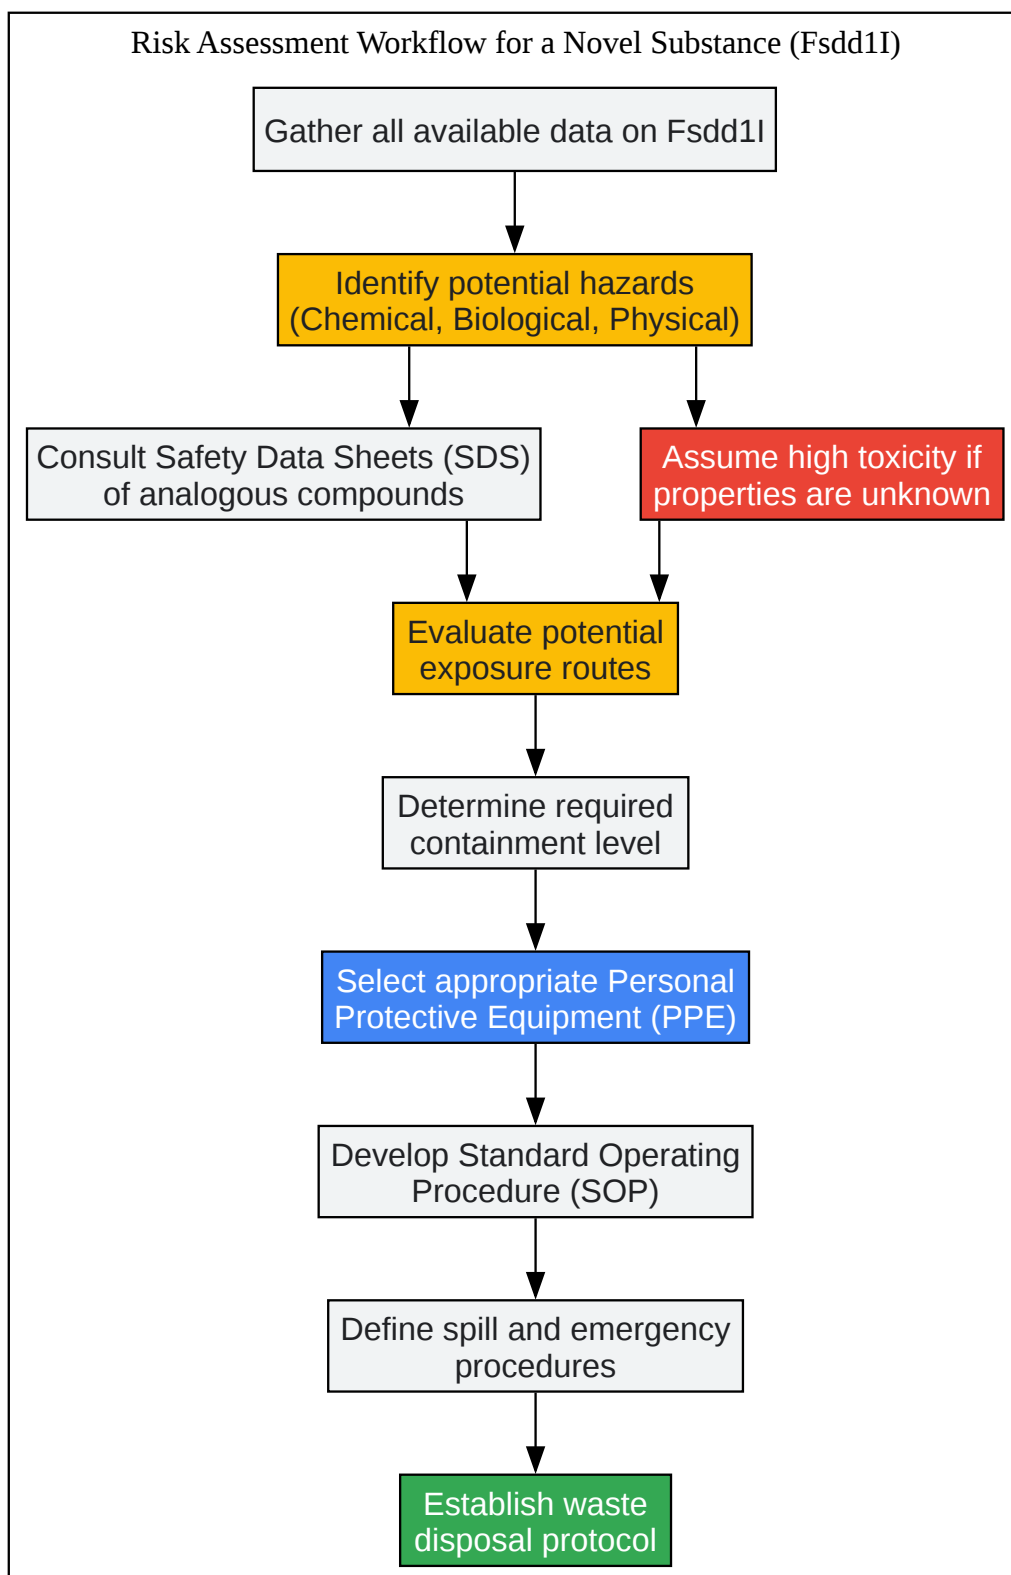 Risk Assessment Workflow for a Novel Substance (Fsdd1I)
Gather all available data on Fsdd1I
Identify potential hazards
(Chemical, Biological, Physical)
Consult Safety Data Sheets (SDS)
of analogous compounds
Assume high toxicity if
properties are unknown
Evaluate potential
exposure routes
Determine required
containment level
Select appropriate Personal
Protective Equipment (PPE)
Develop Standard Operating
Procedure (SOP)
Define spill and emergency
procedures
Establish waste
disposal protocol